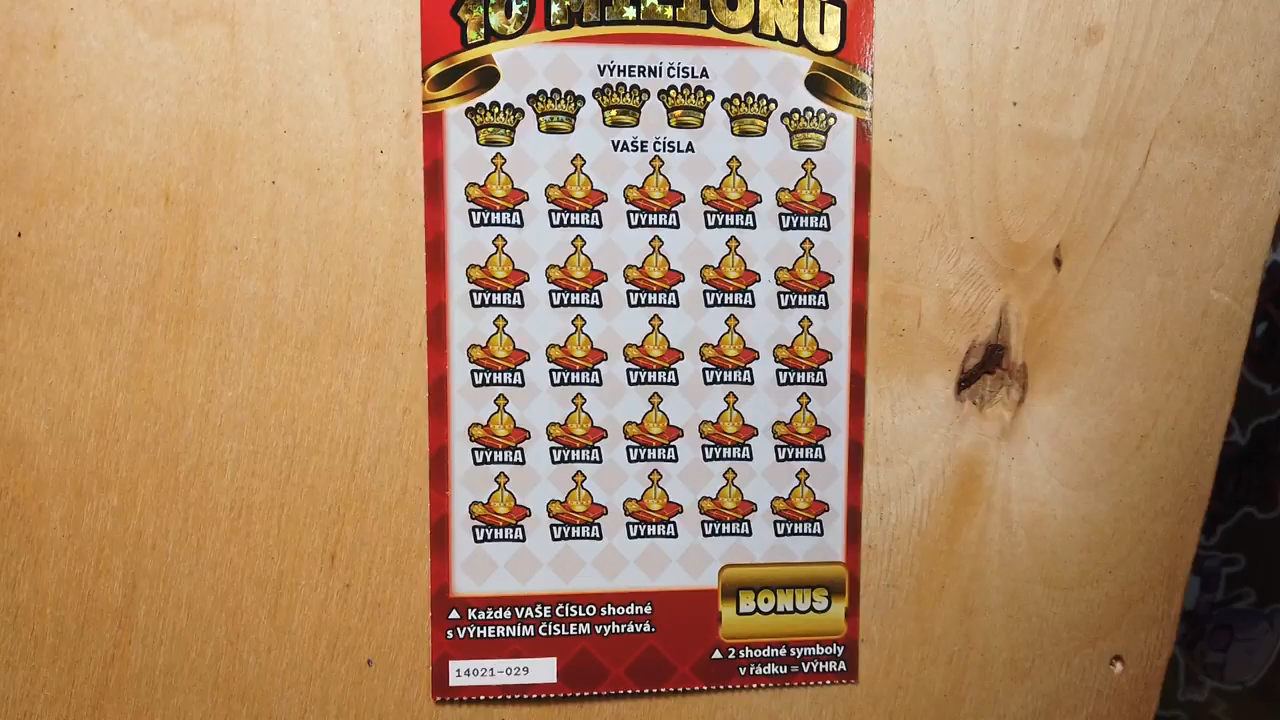 10 MILIONŮ
VÝHERNÍ ČÍSLA
VAŠE ČÍSLA
VÝHRA VÝHRA VÝHRA VÝHRA VÝHRA
VÝHRA VÝHRA VÝHRA VÝHRA VÝHRA
VÝHRA VÝHRA VÝHRA VÝHRA VÝHRA
VÝHRA VÝHRA VÝHRA VÝHRA VÝHRA
VÝHRA VÝHRA VÝHRA VÝHRA VÝHRA
▲ Každé VAŠE ČÍSLO shodné
s VÝHERNÍM ČÍSLEM vyhrává.
14021-029
BONUS
▲ 2 shodné symboly
v řádku = VÝHRA